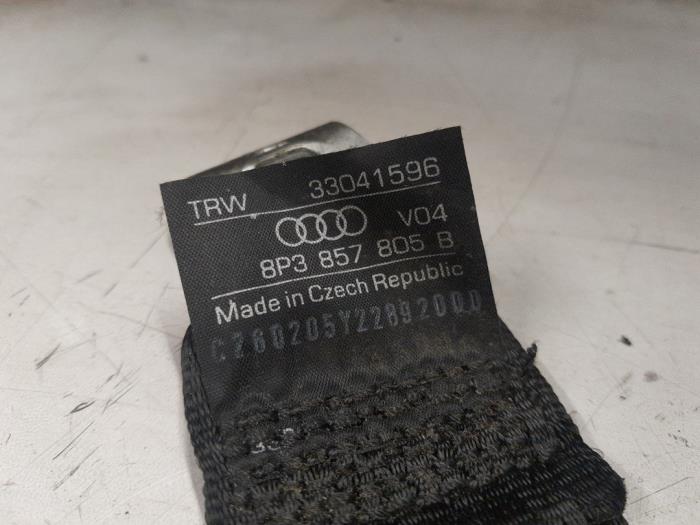 TRW 33041596
V04
8P3 857 805 B
Made in Czech Republic
CZ60205Y22892000